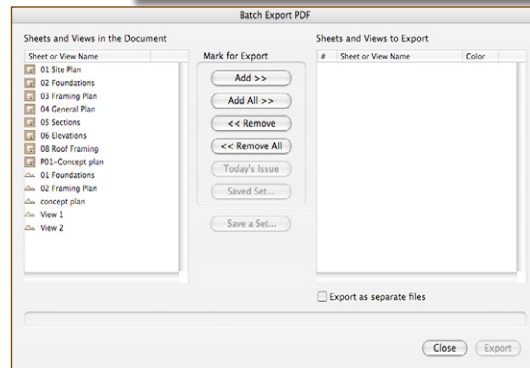 Batch Export PDF
Sheets and Views in the Document
Sheet or View Name
01 Site Plan
02 Foundations
03 Framing Plan
04 General Plan
05 Sections
06 Elevations
08 Roof Framing
P01-Concept plan
01 Foundations
02 Framing Plan
concept plan
View 1
View 2
Mark for Export
Add >>
Add All >>
<< Remove
<< Remove All
Today's Issue
Saved Set...
Save a Set...
Sheets and Views to Export
# Sheet or View Name Color
Export as separate files
Close Export